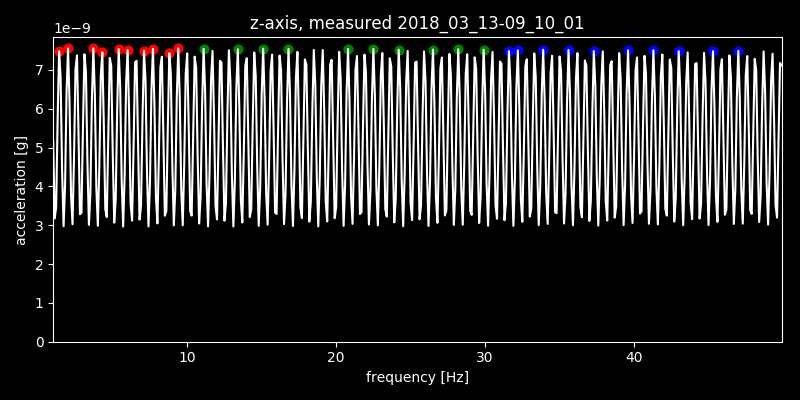 z-axis, measured 2018_03_13-09_10_01
1e−9
7
6
5
4
3
2
1
0
acceleration [g]
10 20 30 40
frequency [Hz]